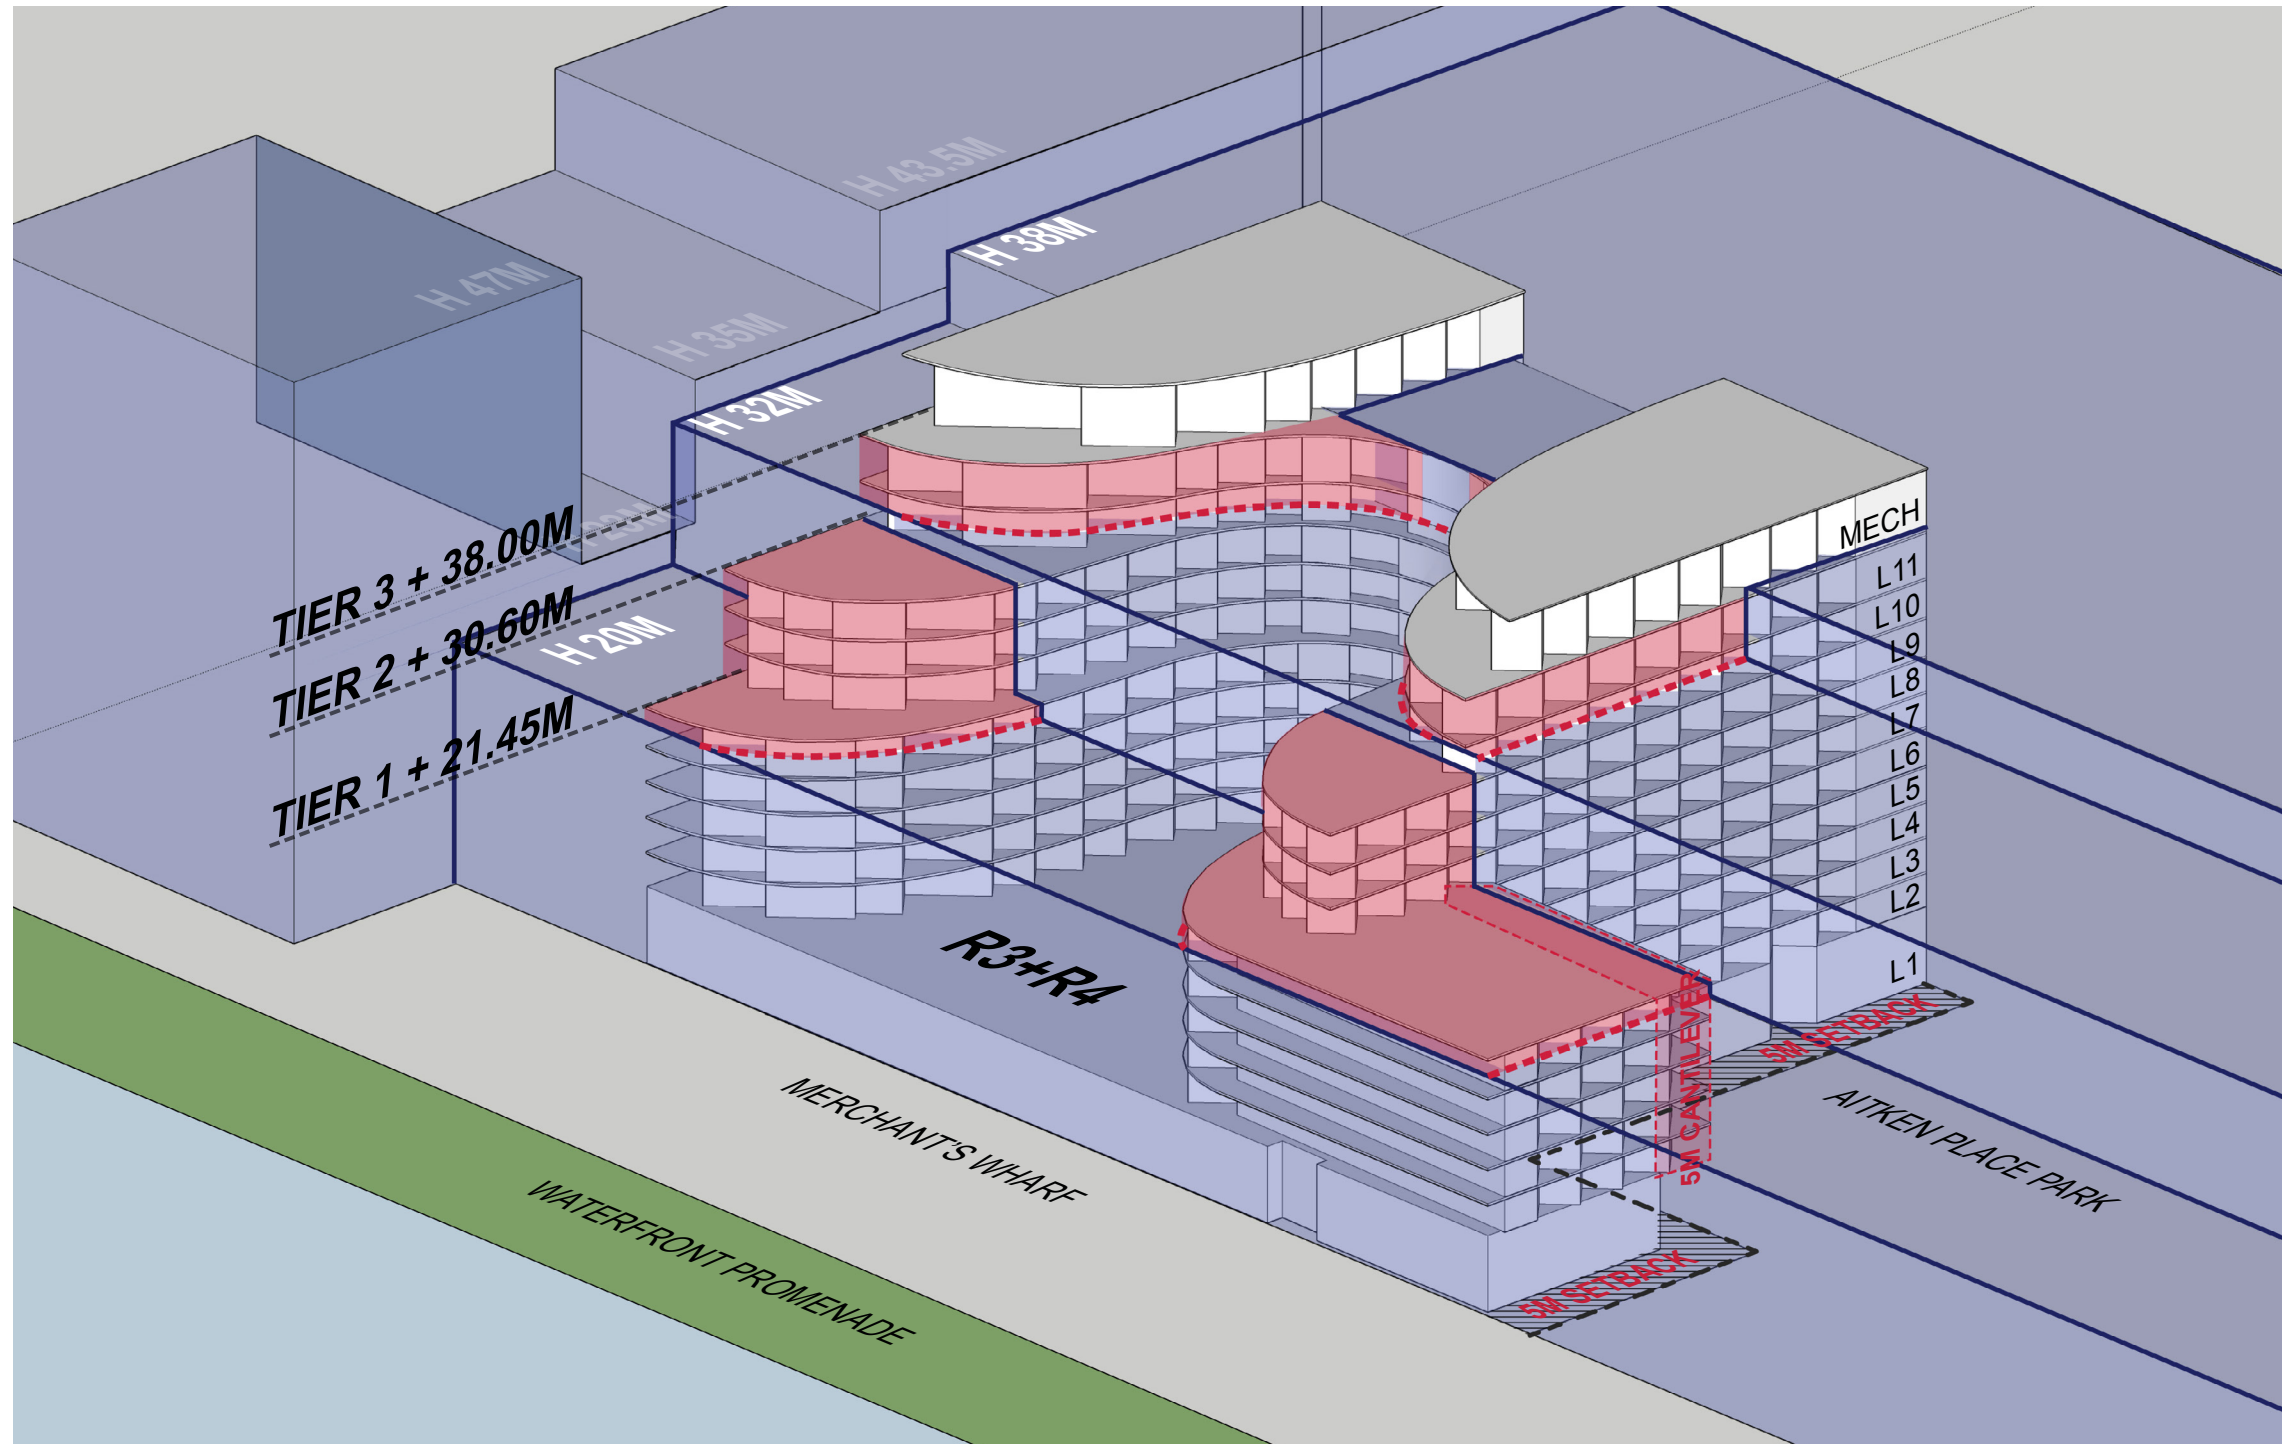 H 43.5M
H 38M
H 47M
H 35M
H 32M
TIER 3 + 38.00M
TIER 2 + 30.60M
H 20M
TIER 1 + 21.45M
MECH
L11
L10
L9
L8
L7
L6
L5
L4
L3
L2
L1
R3+R4
5M SETBACK
5M CANTILEVER
5M SETBACK
AITKEN PLACE PARK
MERCHANT'S WHARF
WATERFRONT PROMENADE